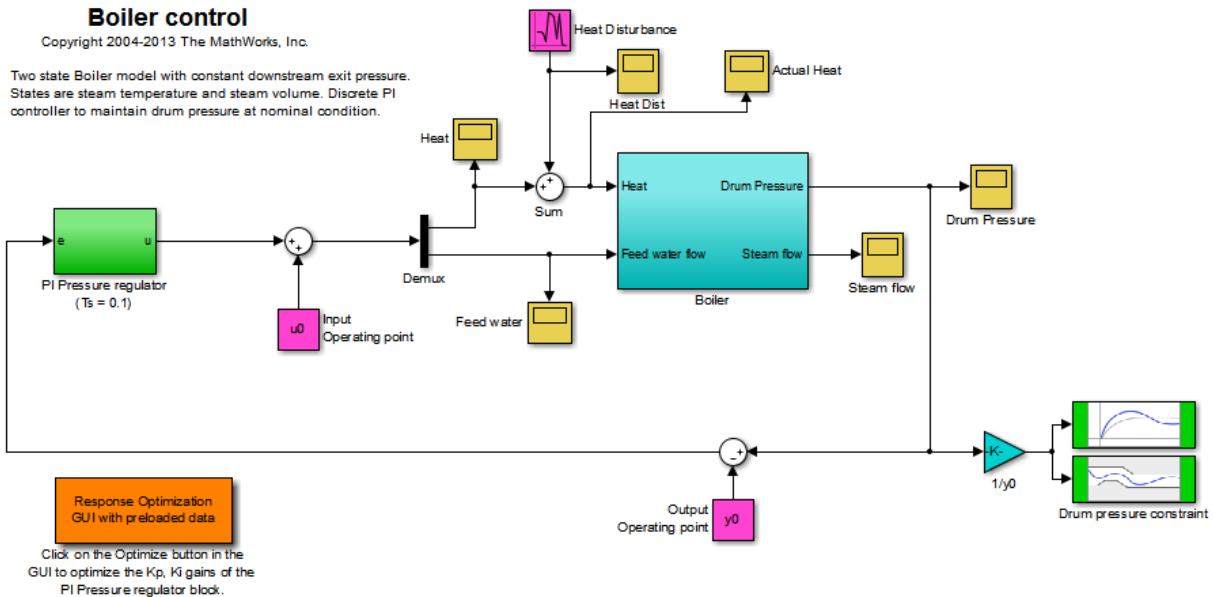 Boiler control
Copyright 2004-2013 The MathWorks, Inc.
Two state Boiler model with constant downstream exit pressure.
States are steam temperature and steam volume. Discrete PI
controller to maintain drum pressure at nominal condition.
Heat Disturbance
Heat Dist
Actual Heat
Heat
Sum
Heat
Drum Pressure
Feed water flow
Steam flow
Boiler
Drum Pressure
Steam flow
e
u
PI Pressure regulator
(Ts = 0.1)
Demux
u0
Input
Operating point
Feed water
-K-
1/y0
Drum pressure constraint
Output
Operating point
y0
Response Optimization
GUI with preloaded data
Click on the Optimize button in the
GUI to optimize the Kp, Ki gains of the
PI Pressure regulator block.